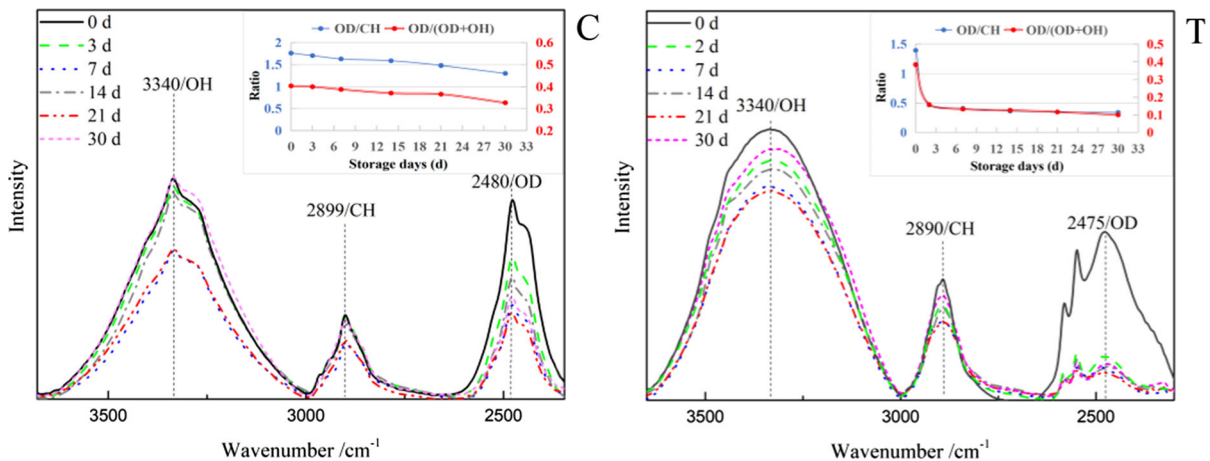 0 d
3 d
7 d
14 d
21 d
30 d
C
OD/CH OD/(OD+OH)
2 0.6
1.5 0.5
1 0.4
0.5 0.3
0 0.2
Ratio
0 3 6 9 12 15 18 21 24 27 30 33
Storage days (d)
3340/OH
2899/CH
2480/OD
Intensity
3500 3000 2500
Wavenumber /cm-1
0 d
2 d
7 d
14 d
21 d
30 d
T
OD/CH OD/(OD+OH)
1.5 0.5
0.4
1 0.3
0.5 0.2
0.1
0 0
Ratio
0 3 6 9 12 15 18 21 24 27 30 33
Storage days (d)
3340/OH
2890/CH
2475/OD
Intensity
3500 3000 2500
Wavenumber /cm-1